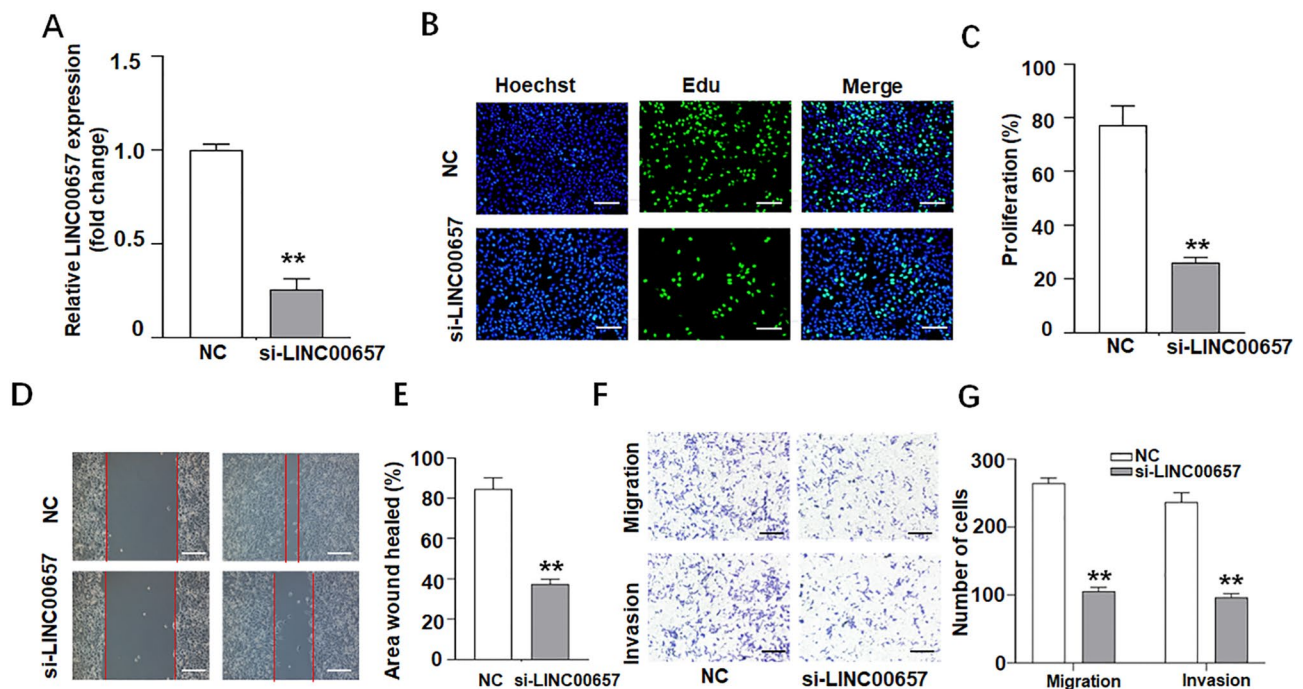 A
Relative LINC00657 expression
(fold change)
1.5
1.0
0.5
0
**
NC
si-LINC00657
B
Hoechst
Edu
Merge
NC
si-LINC00657
C
Proliferation (%)
100
80
60
40
20
0
**
NC
si-LINC00657
D
NC
si-LINC00657
E
Area wound healed (%)
100
80
60
40
20
0
**
NC
si-LINC00657
F
Migration
Invasion
NC
si-LINC00657
G
Number of cells
300
200
100
0
NC
si-LINC00657
**
**
Migration
Invasion